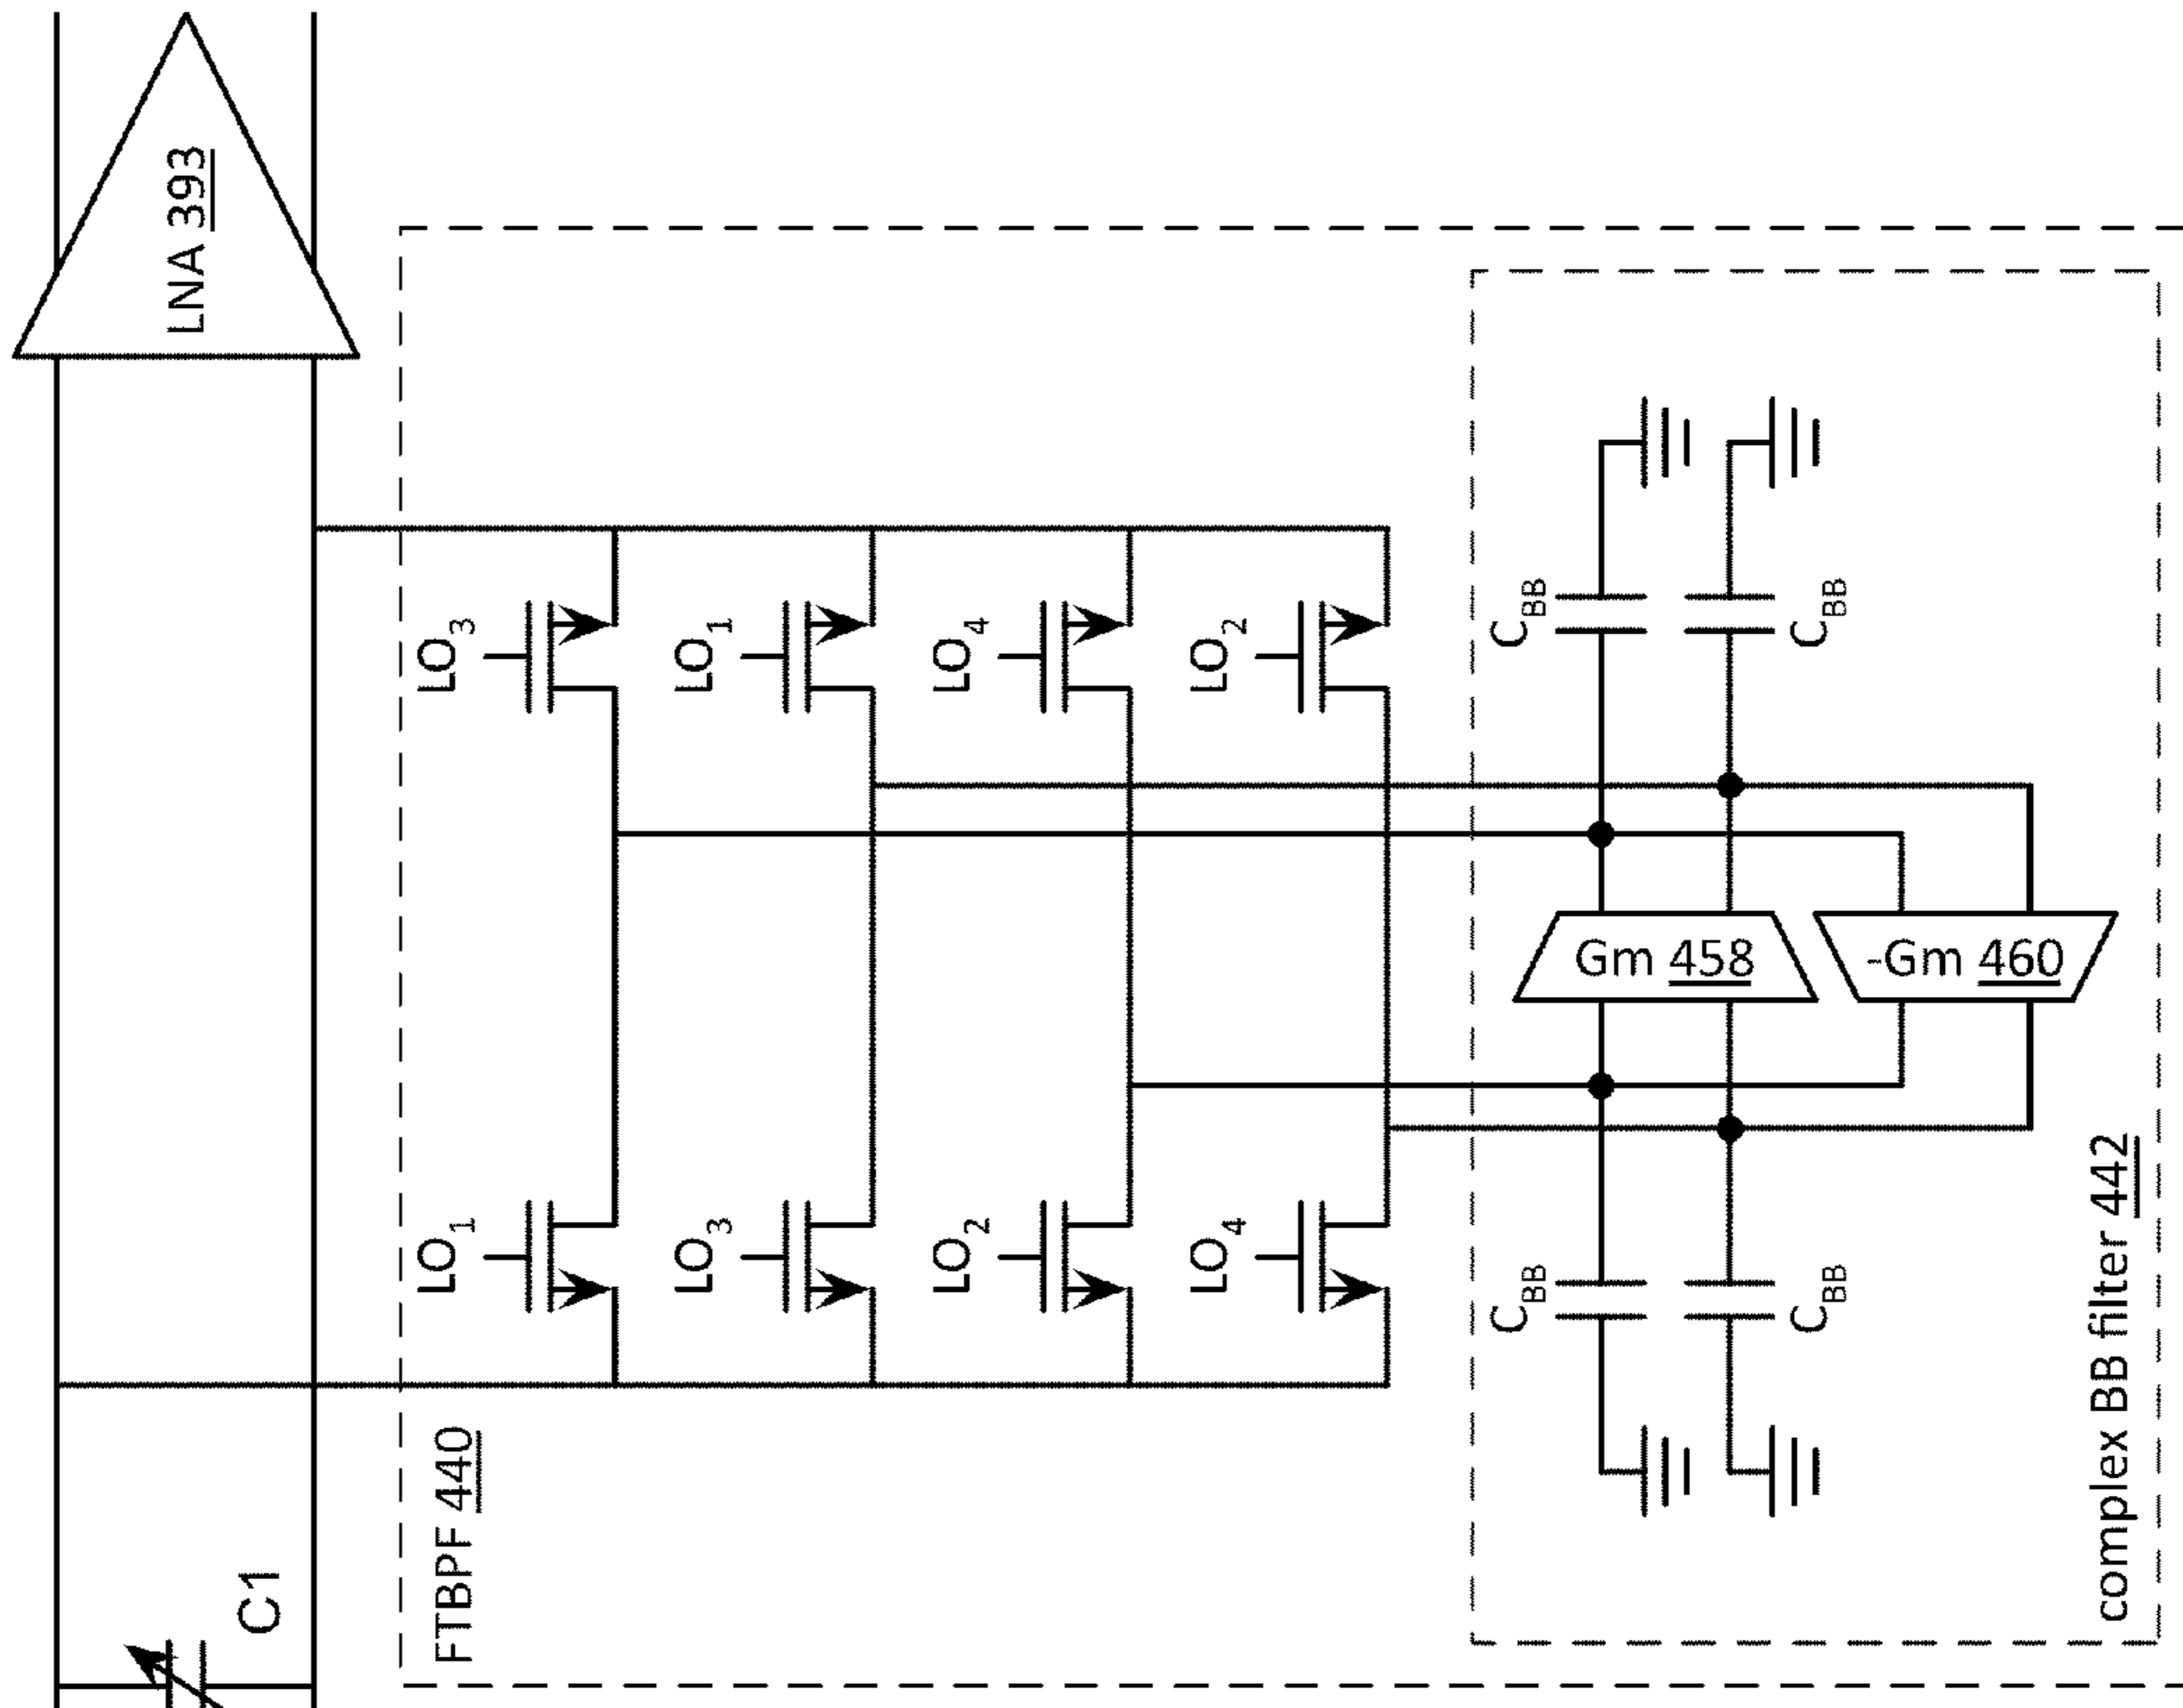 LNA 393
C1
FTBPF 440
LO1
LO3
LO3
LO1
LO2
LO4
LO4
LO2
CBB
CBB
CBB
CBB
Gm 458
-Gm 460
complex BB filter 442